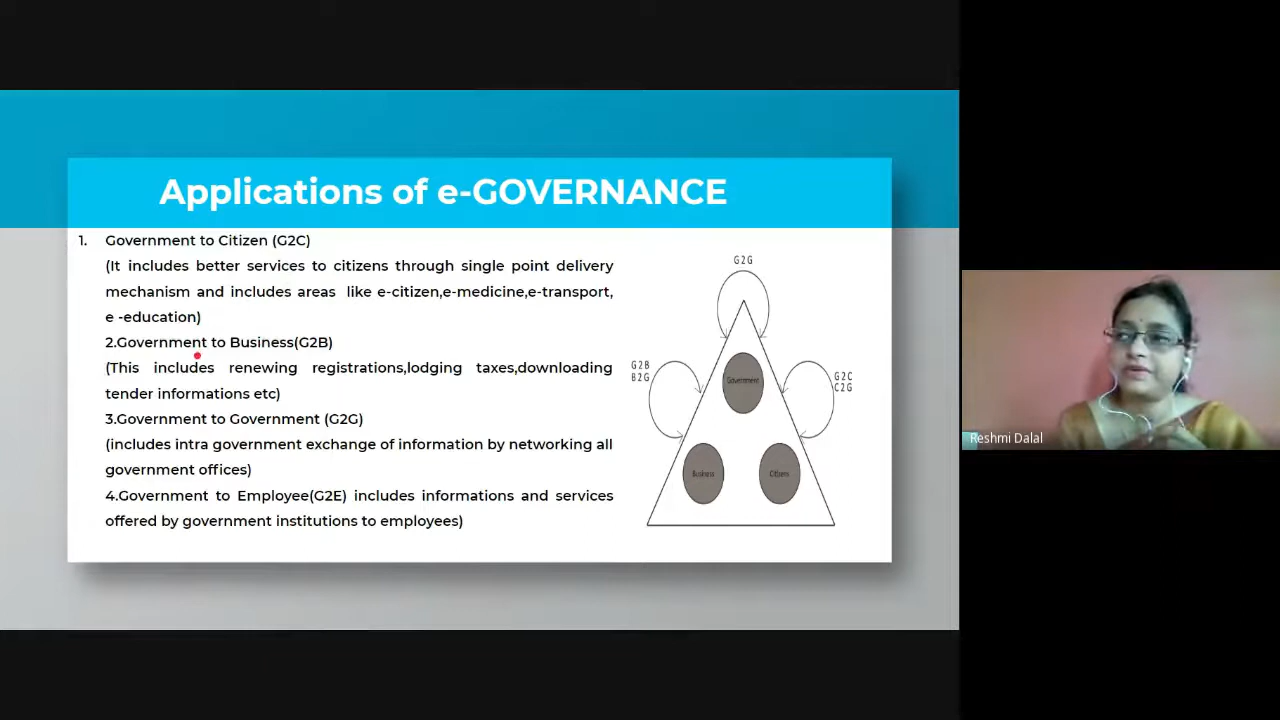 Applications of e-GOVERNANCE
1. Government to Citizen (G2C)
(It includes better services to citizens through single point delivery
mechanism and includes areas like e-citizen,e-medicine,e-transport,
e -education)
2.Government to Business(G2B)
(This includes renewing registrations,lodging taxes,downloading
tender informations etc)
3.Government to Government (G2G)
(includes intra government exchange of information by networking all
government offices)
4.Government to Employee(G2E) includes informations and services
offered by government institutions to employees)
G2G
G2B
B2G
G2C
C2G
Government
Business
Citizens
Reshmi Dalal